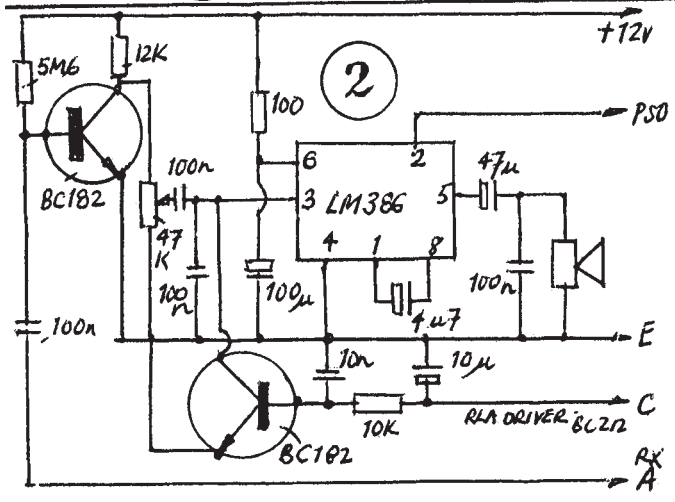 +12v
5M6
12K
2
100
PSO
BC182
100n
6
3
2
LM386
5
47µ
47
K
100
n
100µ
4
1
8
4µ7
100n
100n
E
10n
10µ
10K
RLA DRIVER
C
BC182
RX
A